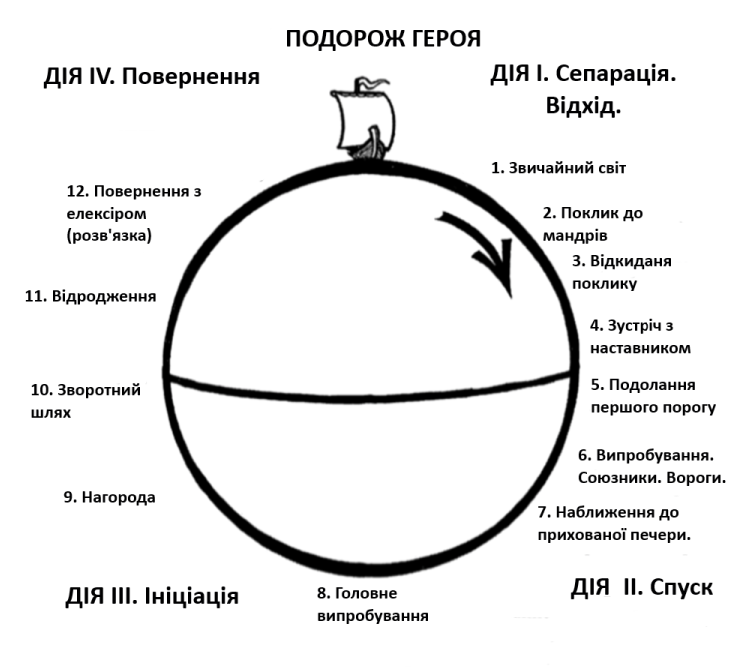 ПОДОРОЖ ГЕРОЯ
ДІЯ IV. Повернення
ДІЯ I. Сепарація.
Відхід.
1. Звичайний світ
2. Поклик до
мандрів
3. Відкиданя
поклику
4. Зустріч з
наставником
5. Подолання
першого порогу
6. Випробування.
Союзники. Вороги.
7. Наближення до
прихованої печери.
ДІЯ II. Спуск
8. Головне
випробування
ДІЯ III. Ініціація
9. Нагорода
10. Зворотний
шлях
11. Відродження
12. Повернення з
елексіром
(розв'язка)